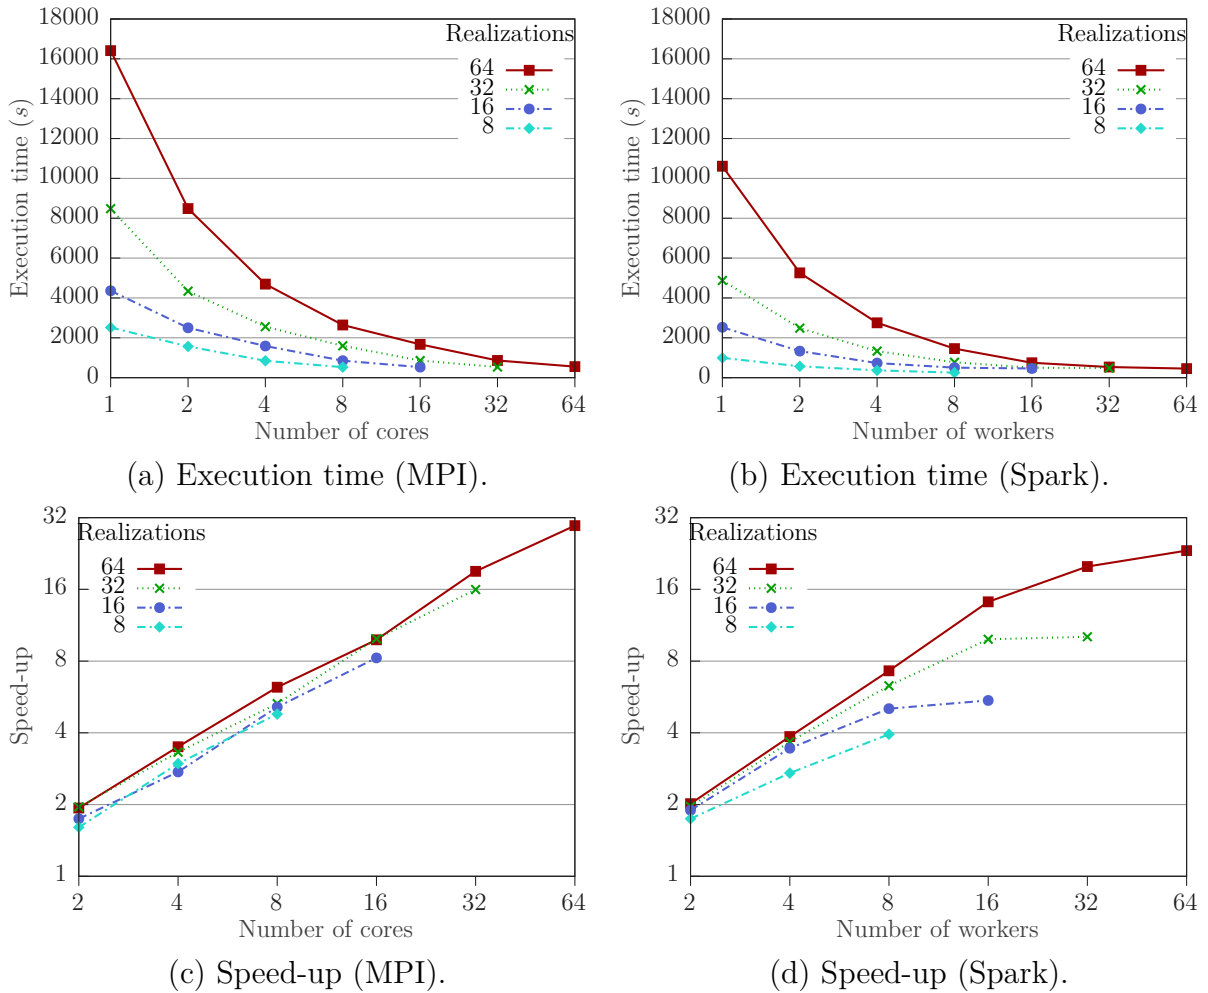 18000
16000
14000
12000
10000
8000
6000
4000
2000
0
Execution time (s)
Realizations
64
32
16
8
1 2 4 8 16 32 64
Number of cores
(a) Execution time (MPI).
18000
16000
14000
12000
10000
8000
6000
4000
2000
0
Execution time (s)
Realizations
64
32
16
8
1 2 4 8 16 32 64
Number of workers
(b) Execution time (Spark).
32
16
8
4
2
1
Speed-up
Realizations
64
32
16
8
2 4 8 16 32 64
Number of cores
(c) Speed-up (MPI).
32
16
8
4
2
1
Speed-up
Realizations
64
32
16
8
2 4 8 16 32 64
Number of workers
(d) Speed-up (Spark).